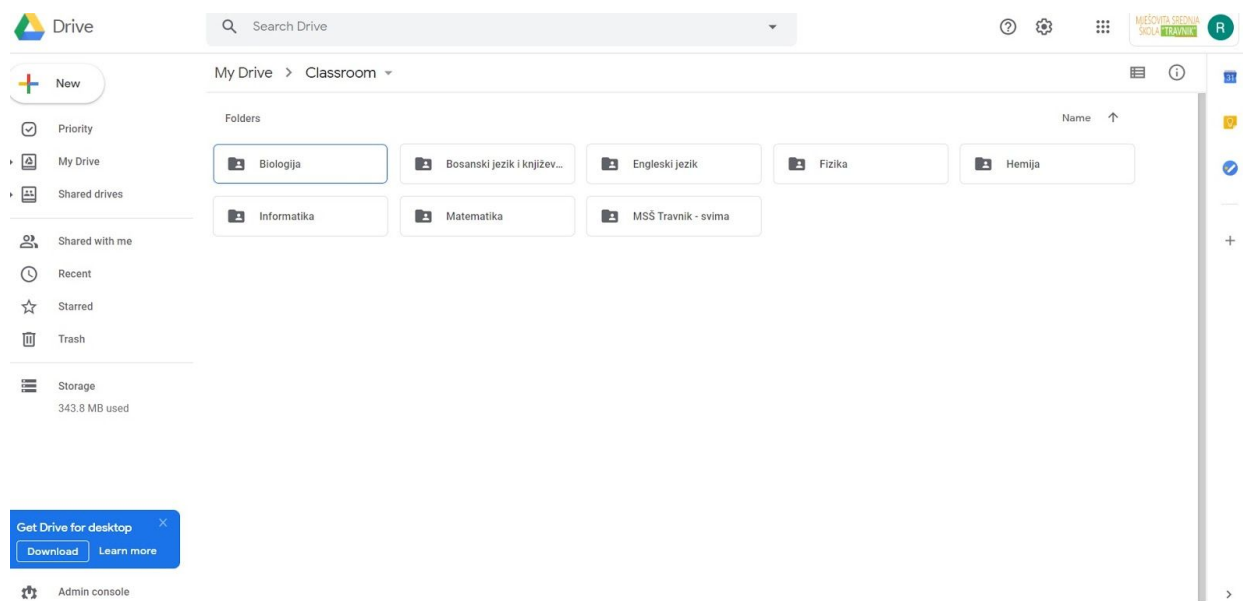 Drive
Search Drive
MJEŠOVITA SREDNJA
ŠKOLA "TRAVNIK"
R
New
My Drive > Classroom
31
Priority
My Drive
Shared drives
Shared with me
Recent
Starred
Trash
Storage
343.8 MB used
Folders
Name
Biologija
Bosanski jezik i književ...
Engleski jezik
Fizika
Hemija
Informatika
Matematika
MSŠ Travnik - svima
Get Drive for desktop
Download Learn more
Admin console